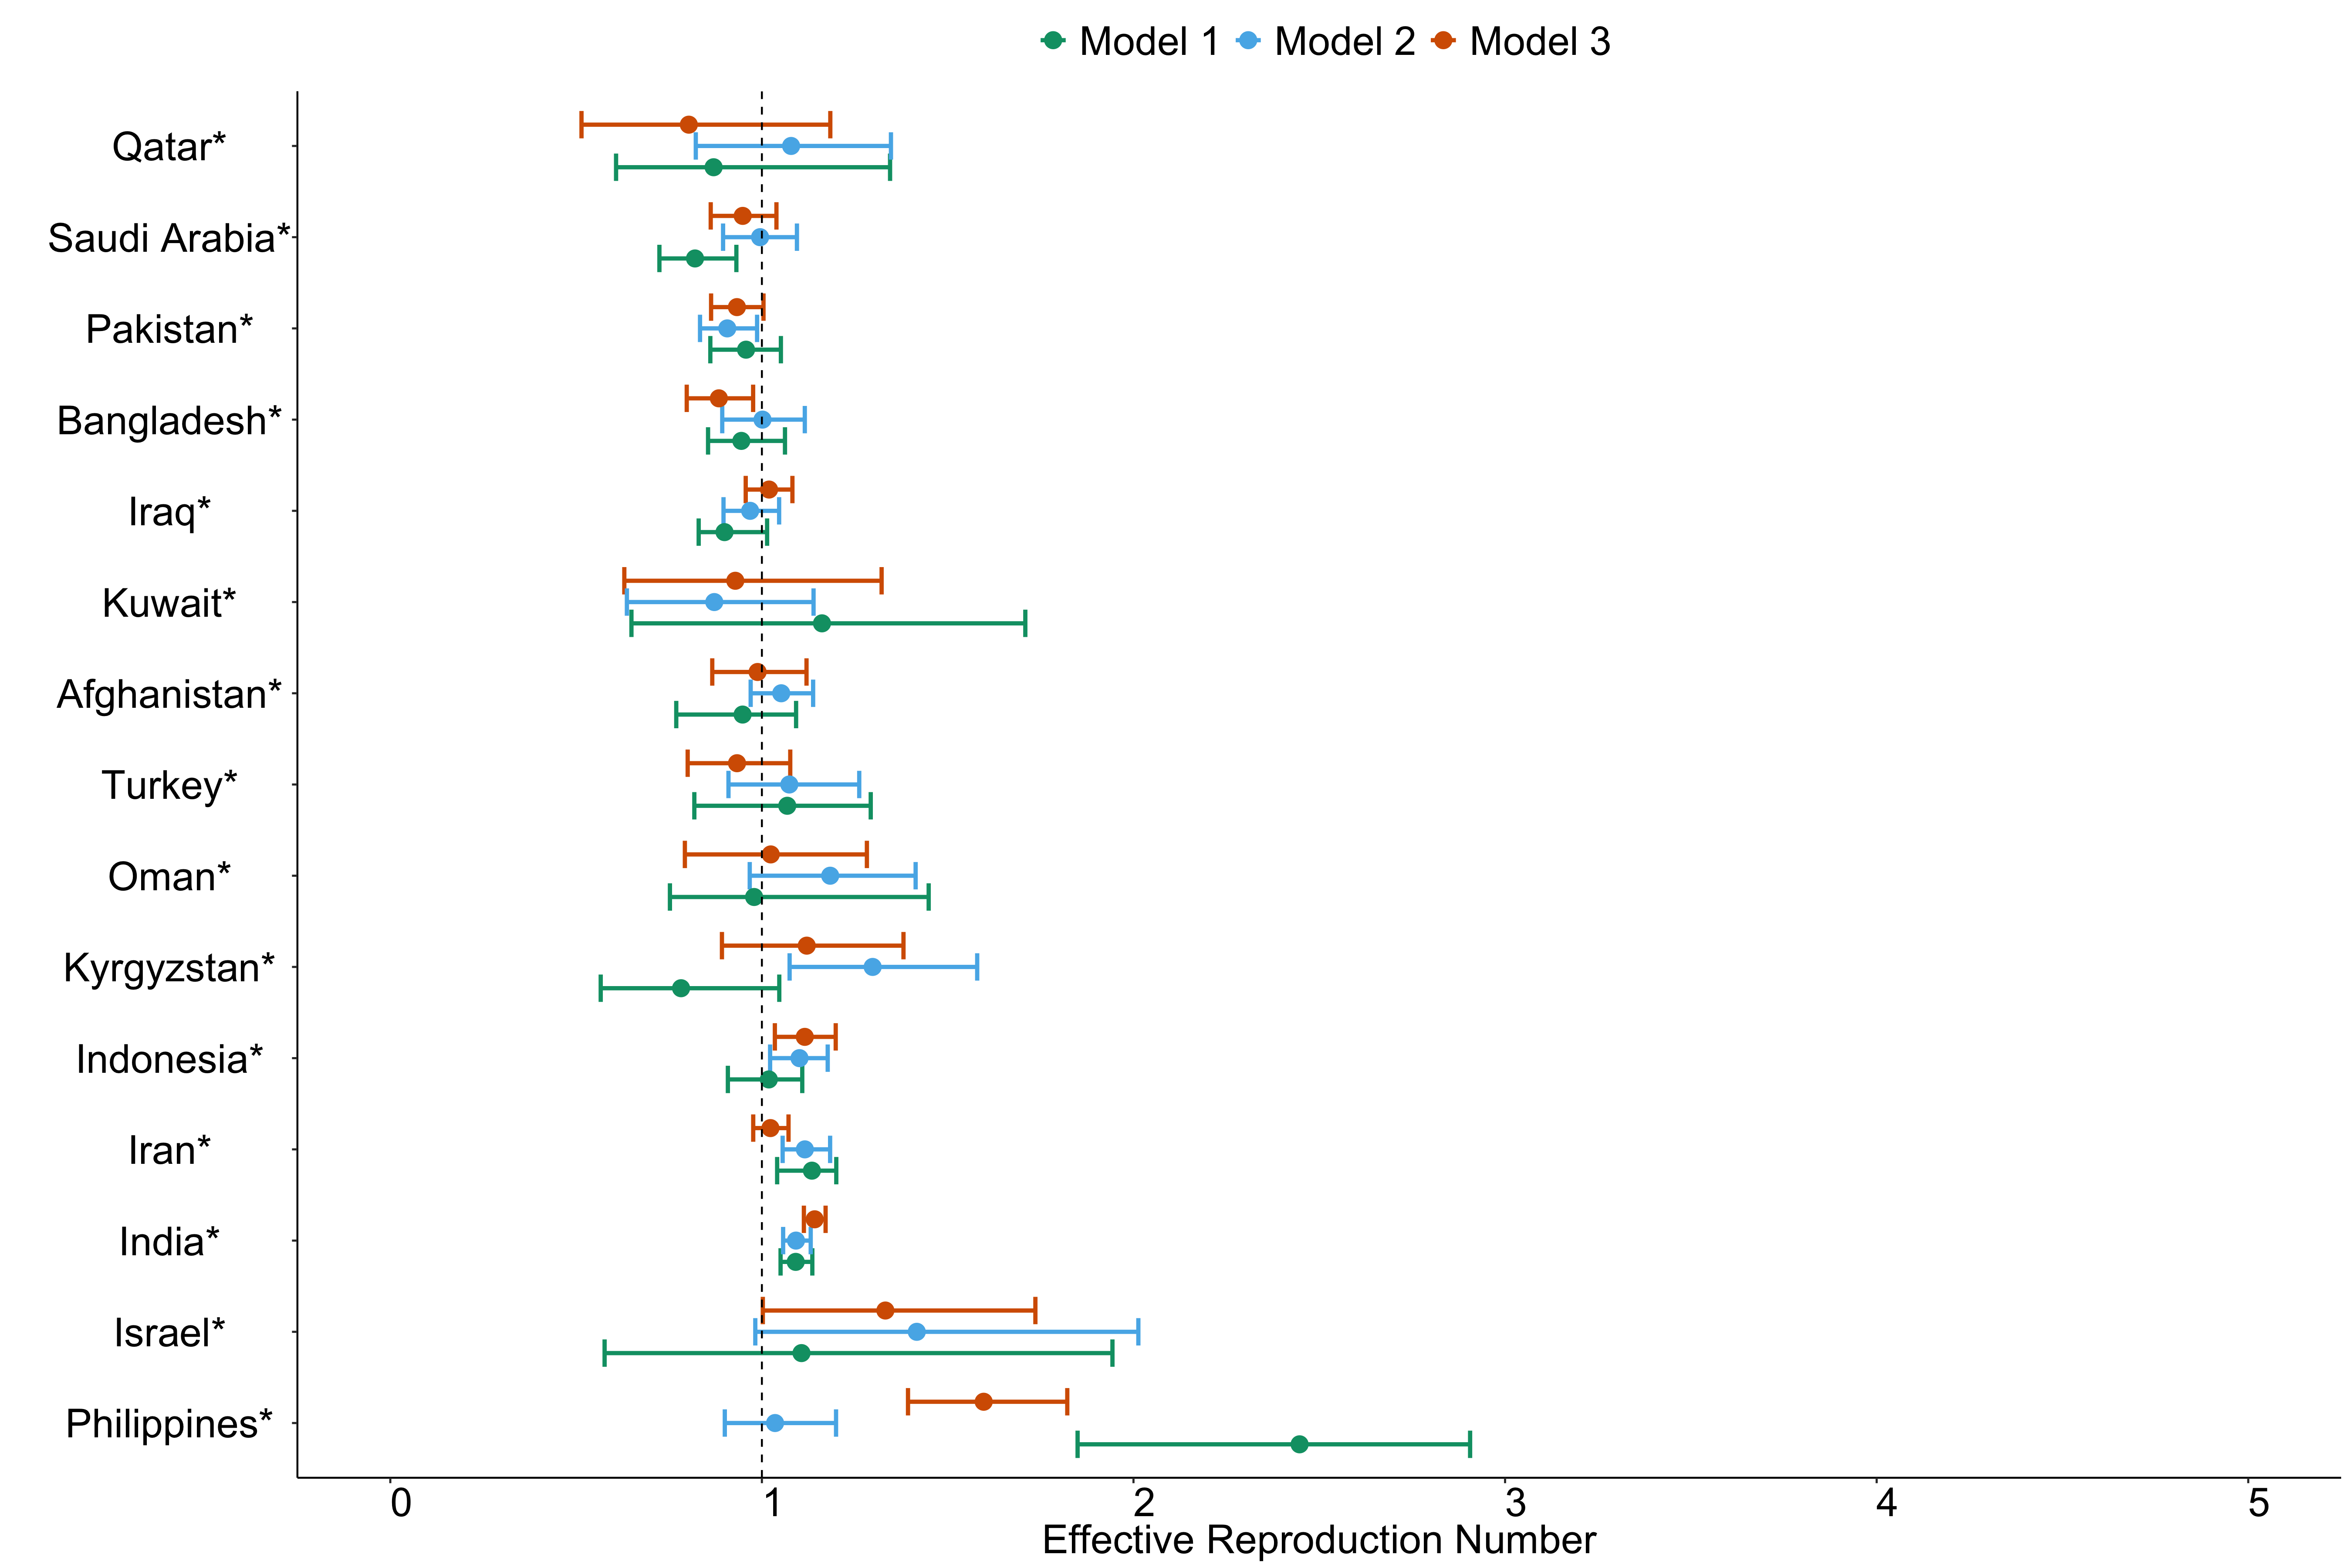 Model 1 Model 2 Model 3
Qatar*
Saudi Arabia*
Pakistan*
Bangladesh*
Iraq*
Kuwait*
Afghanistan*
Turkey*
Oman*
Kyrgyzstan*
Indonesia*
Iran*
India*
Israel*
Philippines*
0 1 2 3 4 5
Effective Reproduction Number